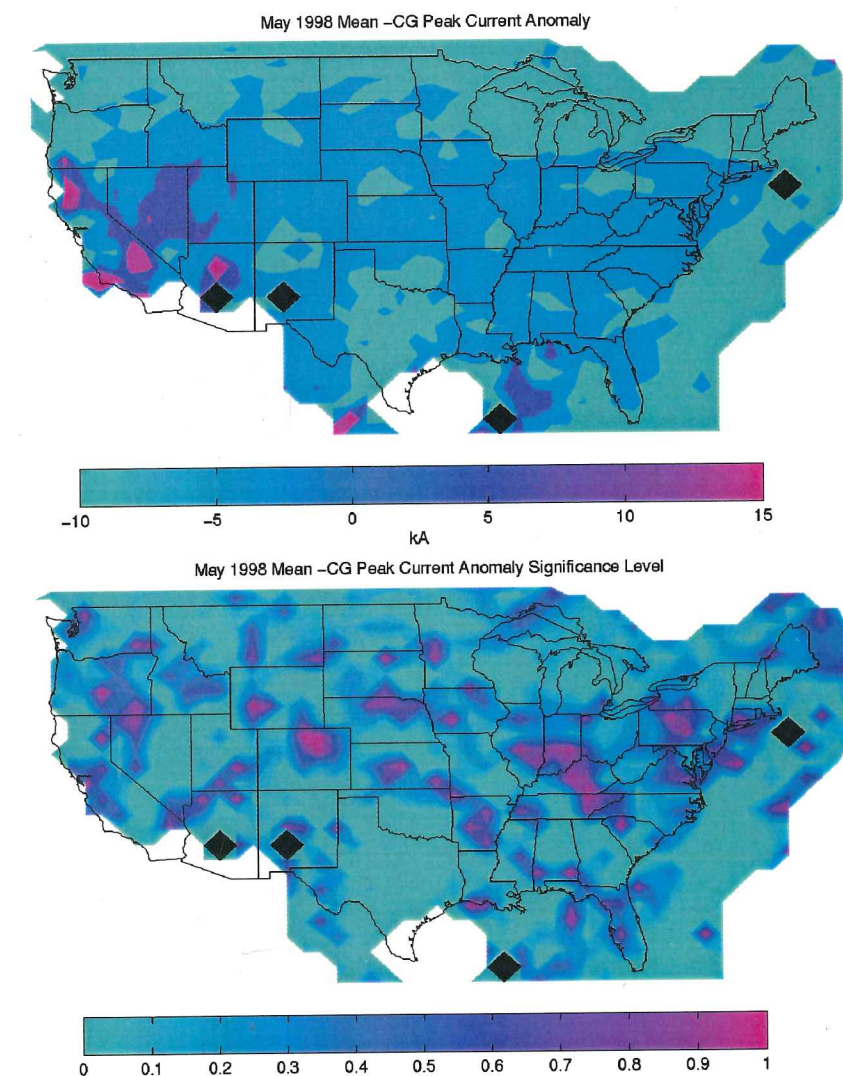 May 1998 Mean −CG Peak Current Anomaly
−10 −5 0 5 10 15
kA
May 1998 Mean −CG Peak Current Anomaly Significance Level
0 0.1 0.2 0.3 0.4 0.5 0.6 0.7 0.8 0.9 1